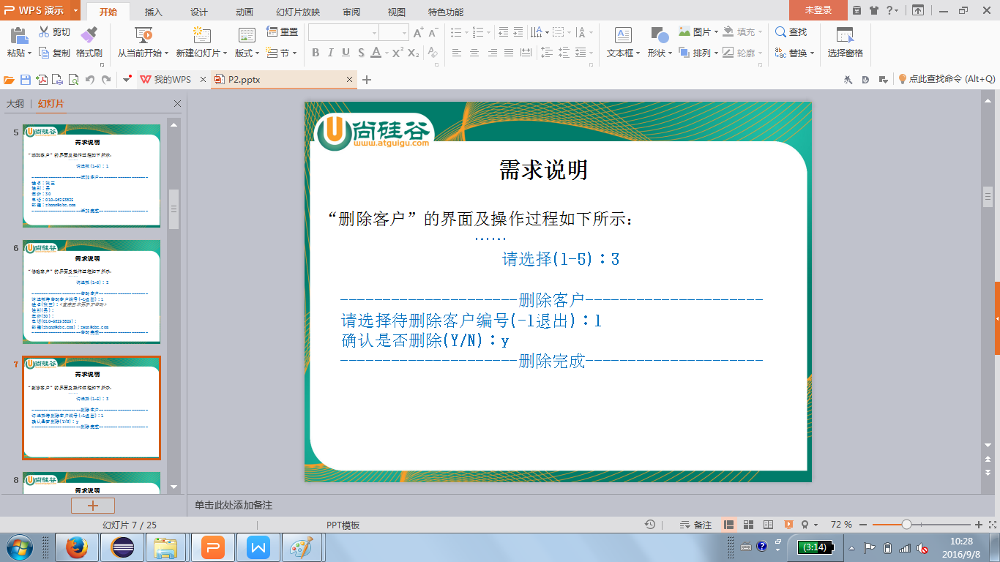 WPS 演示
开始
插入
设计
动画
幻灯片放映
审阅
视图
特色功能
未登录
粘贴
剪切
复制
格式刷
从当前开始
新建幻灯片
版式
重置
节
B I U S A X² X₂
文本框
形状
图片
排列
填充
轮廓
查找
替换
选择窗格
我的WPS
P2.pptx
点此查找命令 (Alt+Q)
大纲
幻灯片
5
尚硅谷
需求说明
“添加客户”的界面及操作过程如下所示：
请选择(1-5)：1
---------------------添加客户---------------------
姓名：张三
性别：男
年龄：30
电话：010-56253825
邮箱：zhang@abc.com
---------------------添加完成---------------------
6
尚硅谷
需求说明
“修改客户”的界面及操作过程如下所示：
请选择(1-5)：2
---------------------修改客户---------------------
请选择待修改客户编号(-1退出)：1
姓名(张三)：<直接回车表示不修改>
性别(男)：
年龄(30)：
电话(010-56253825)：
---------------------修改完成---------------------
7
尚硅谷
需求说明
“删除客户”的界面及操作过程如下所示：
请选择(1-5)：3
---------------------删除客户---------------------
请选择待删除客户编号(-1退出)：1
确认是否删除(Y/N)：y
---------------------删除完成---------------------
8
尚硅谷
需求说明
尚硅谷
www.atguigu.com
需求说明
“删除客户”的界面及操作过程如下所示：
......
请选择(1-5)：3
---------------------删除客户---------------------
请选择待删除客户编号(-1退出)：1
确认是否删除(Y/N)：y
---------------------删除完成---------------------
单击此处添加备注
幻灯片 7 / 25
PPT模板
备注
72 %
(3:14)
10:28
2016/9/8